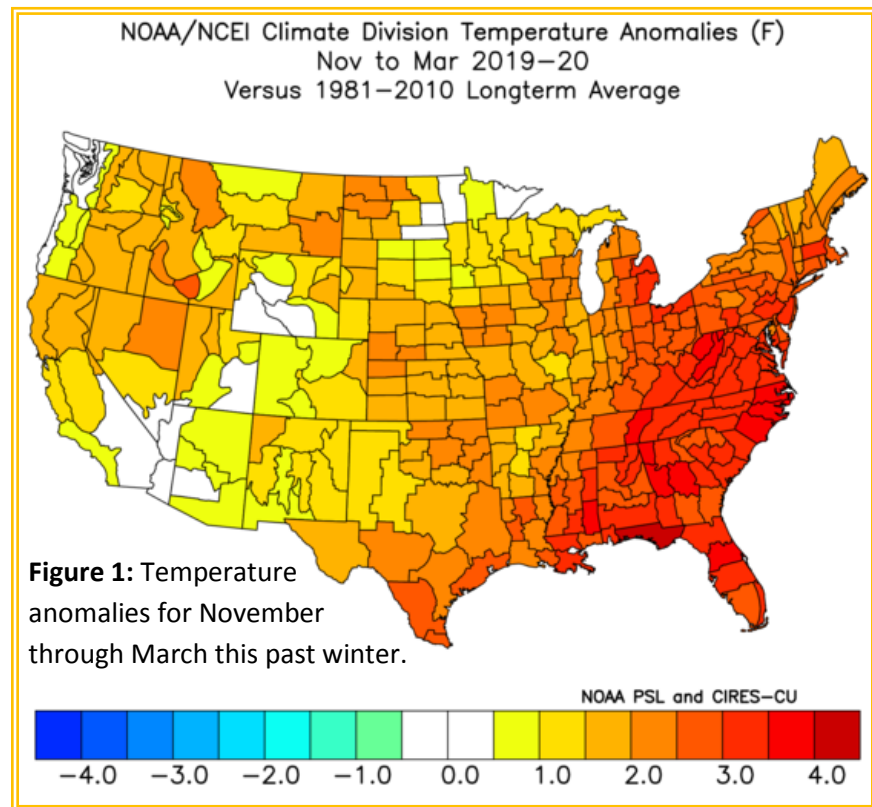 NOAA/NCEI Climate Division Temperature Anomalies (F)
Nov to Mar 2019–20
Versus 1981–2010 Longterm Average
Figure 1: Temperature
anomalies for November
through March this past winter.
NOAA PSL and CIRES–CU
−4.0 −3.0 −2.0 −1.0 0.0 1.0 2.0 3.0 4.0